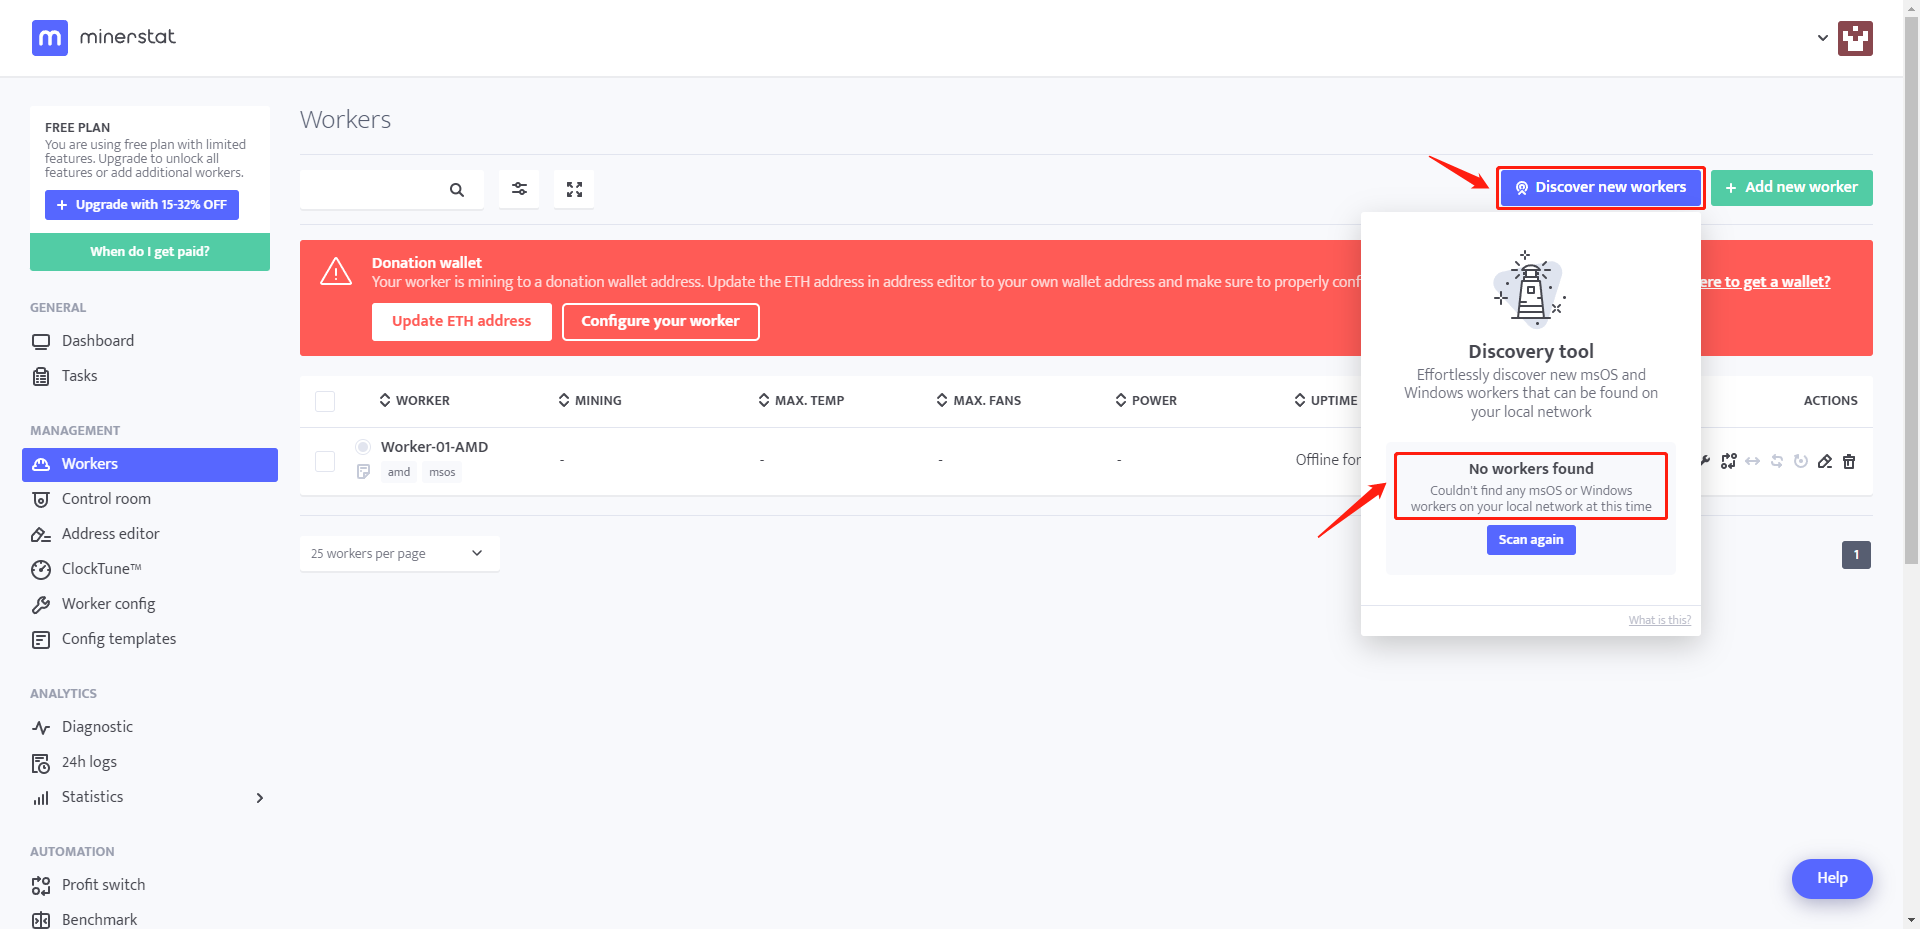 minerstat
FREE PLAN
You are using free plan with limited
features. Upgrade to unlock all
features or add additional workers.
+ Upgrade with 15-32% OFF
When do I get paid?
GENERAL
Dashboard
Tasks
MANAGEMENT
Workers
Control room
Address editor
ClockTune™
Worker config
Config templates
ANALYTICS
Diagnostic
24h logs
Statistics
AUTOMATION
Profit switch
Benchmark
Workers
Discover new workers
+ Add new worker
Donation wallet
Your worker is mining to a donation wallet address. Update the ETH address in address editor to your own wallet address and make sure to properly conf
ere to get a wallet?
Update ETH address
Configure your worker
WORKER MINING MAX. TEMP MAX. FANS POWER UPTIME ACTIONS
Worker-01-AMD - - - - Offline for
amd msos
25 workers per page
1
Discovery tool
Effortlessly discover new msOS and
Windows workers that can be found on
your local network
No workers found
Couldn't find any msOS or Windows
workers on your local network at this time
Scan again
What is this?
Help